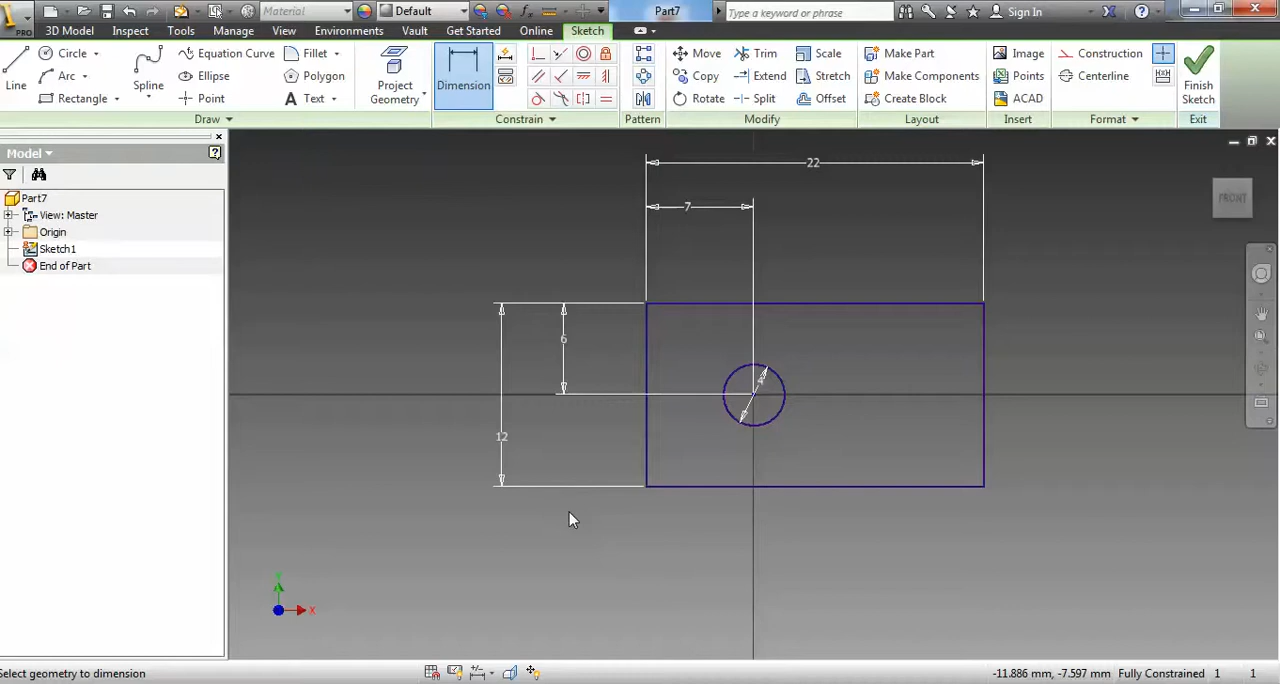 Material
Default
Part7
Type a keyword or phrase
Sign In
PRO
3D Model
Inspect
Tools
Manage
View
Environments
Vault
Get Started
Online
Sketch
Circle
Equation Curve
Fillet
Move
Trim
Scale
Make Part
Image
Construction
Line
Arc
Spline
Ellipse
Polygon
Project Geometry
Dimension
Copy
Extend
Stretch
Make Components
Points
Centerline
Finish Sketch
Rectangle
Point
Text
Rotate
Split
Offset
Create Block
ACAD
Draw
Constrain
Pattern
Modify
Layout
Insert
Format
Exit
Model
Part7
View: Master
Origin
Sketch1
End of Part
22
7
6
12
FRONT
Y
X
Select geometry to dimension
-11.886 mm, -7.597 mm
Fully Constrained
1
1